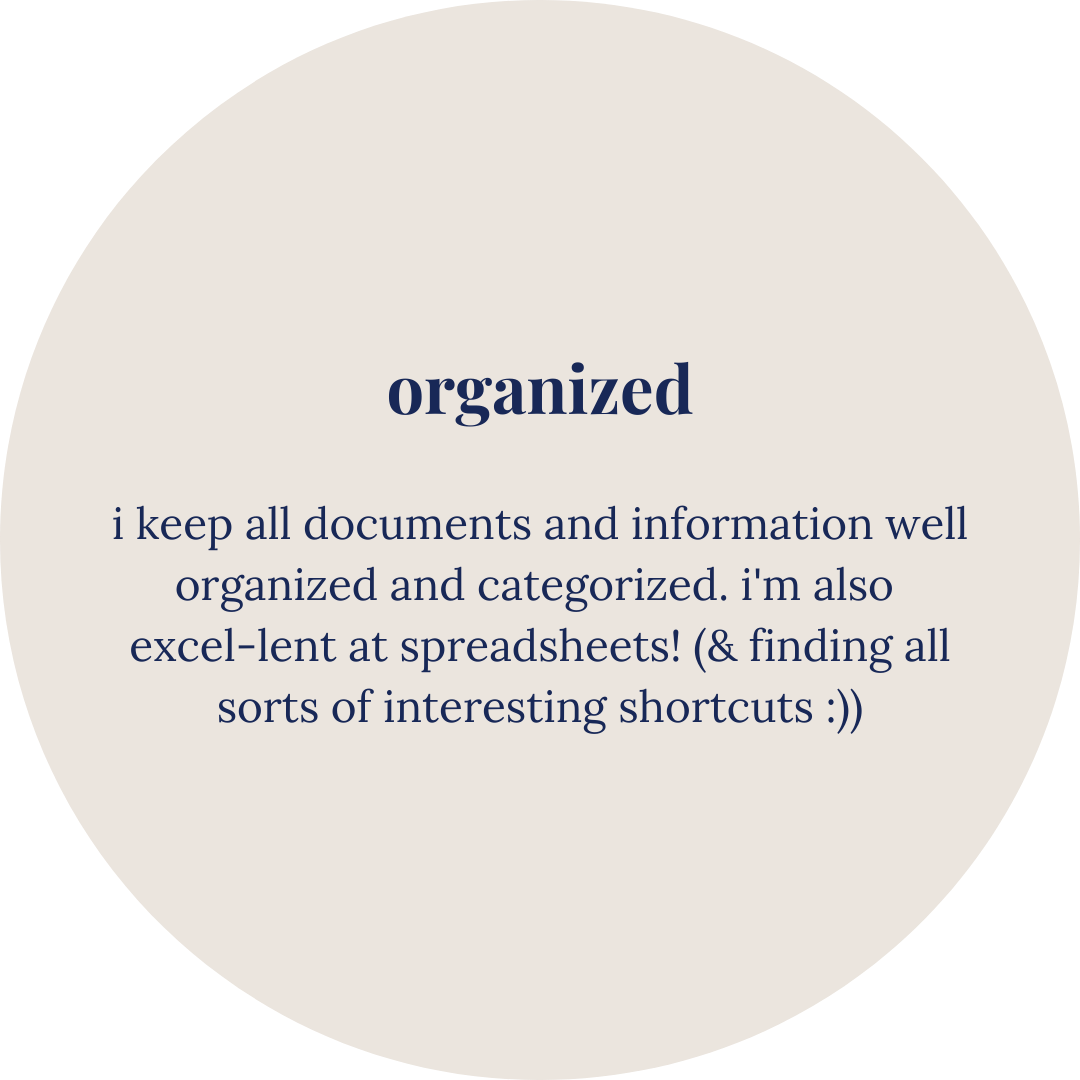 organized
i keep all documents and information well
organized and categorized. i'm also
excel-lent at spreadsheets! (& finding all
sorts of interesting shortcuts :))